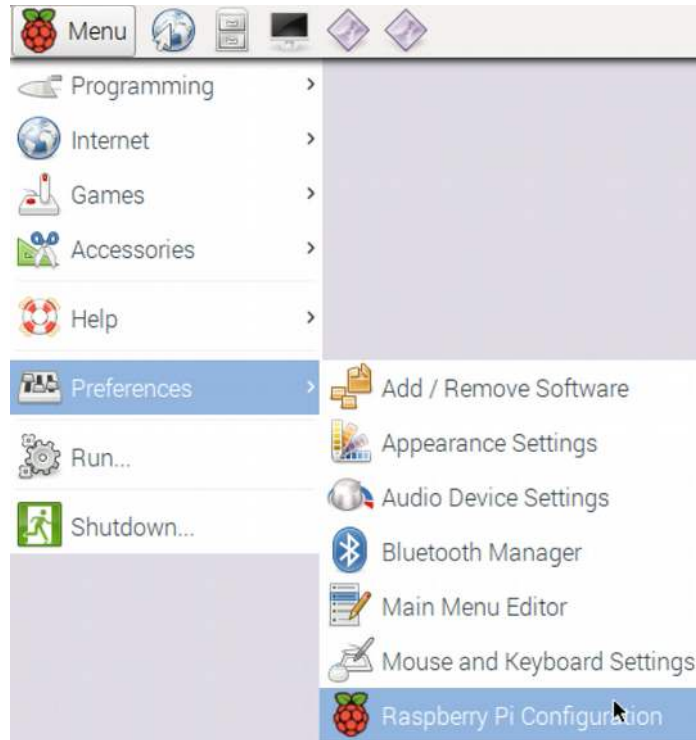 Menu
Programming
Internet
Games
Accessories
Help
Preferences
Run...
Shutdown...
Add / Remove Software
Appearance Settings
Audio Device Settings
Bluetooth Manager
Main Menu Editor
Mouse and Keyboard Settings
Raspberry Pi Configuration